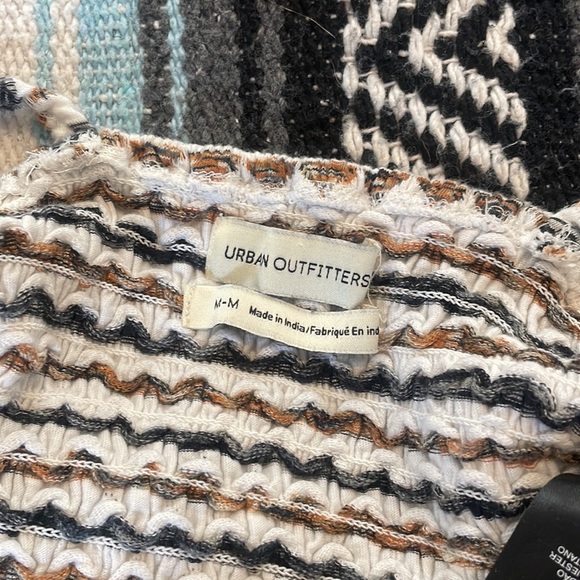 URBAN OUTFITTERS
M-M Made in India/Fabriqué En ind